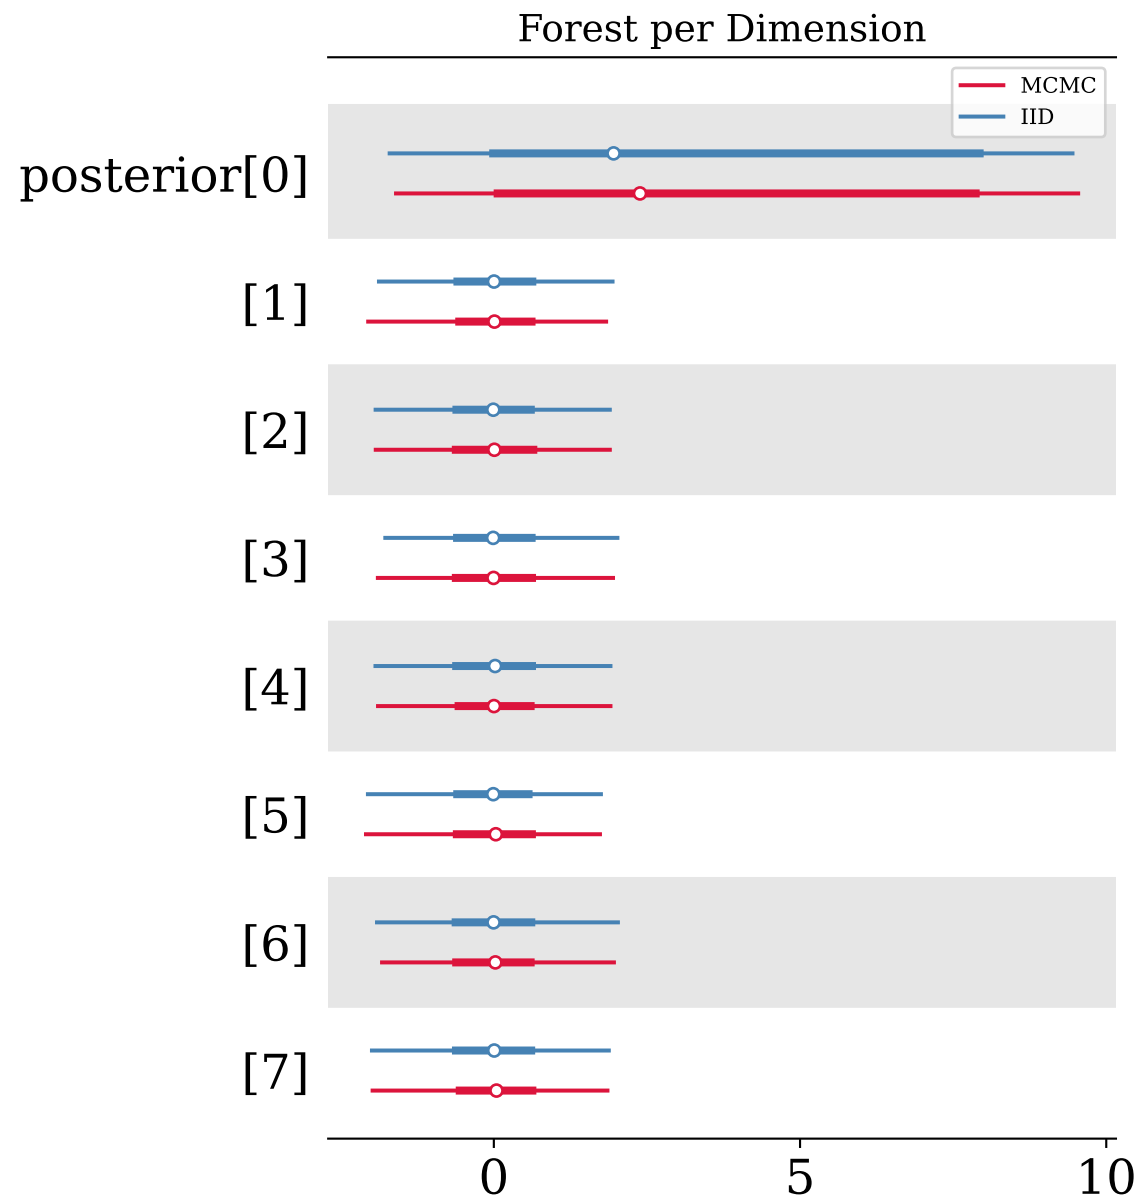 Forest per Dimension
MCMC
IID
posterior[0]
[1]
[2]
[3]
[4]
[5]
[6]
[7]
0 5 10